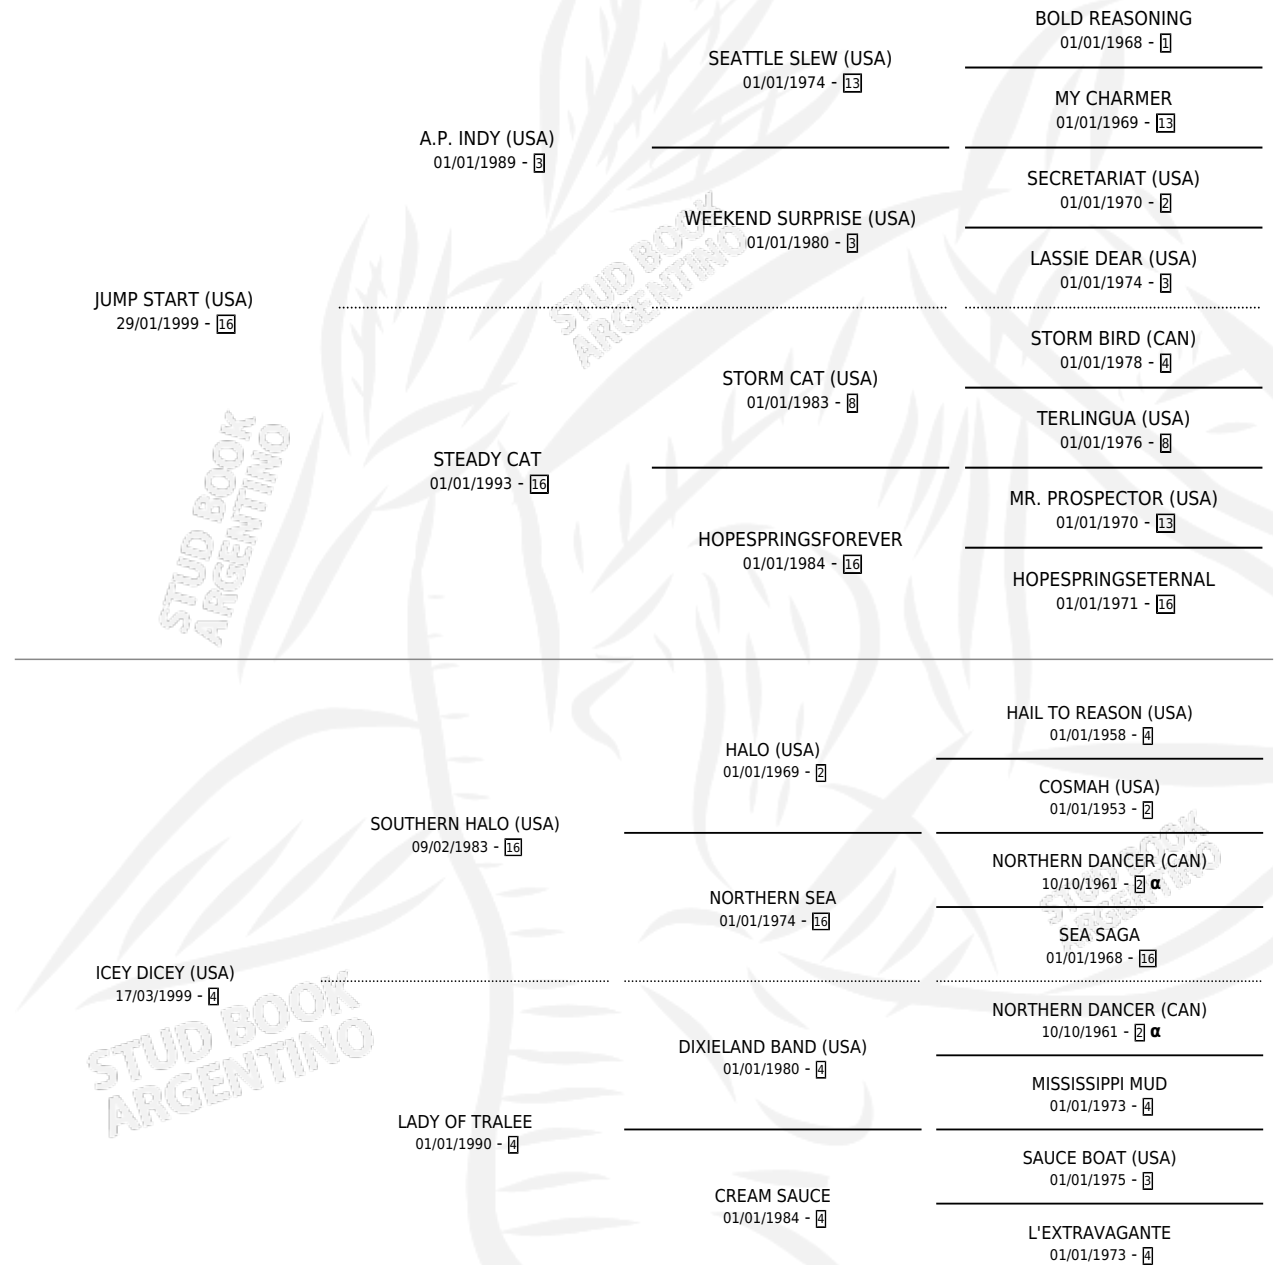 BOLD REASONING
01/01/1968 - 1
SEATTLE SLEW (USA)
01/01/1974 - 13
MY CHARMER
01/01/1969 - 13
A.P. INDY (USA)
01/01/1989 - 3
SECRETARIAT (USA)
01/01/1970 - 2
WEEKEND SURPRISE (USA)
01/01/1980 - 3
LASSIE DEAR (USA)
01/01/1974 - 3
JUMP START (USA)
29/01/1999 - 16
STORM BIRD (CAN)
01/01/1978 - 4
STORM CAT (USA)
01/01/1983 - 8
TERLINGUA (USA)
01/01/1976 - 8
STEADY CAT
01/01/1993 - 16
MR. PROSPECTOR (USA)
01/01/1970 - 13
HOPESPRINGSFOREVER
01/01/1984 - 16
HOPESPRINGSETERNAL
01/01/1971 - 16
HAIL TO REASON (USA)
01/01/1958 - 4
HALO (USA)
01/01/1969 - 2
COSMAH (USA)
01/01/1953 - 2
SOUTHERN HALO (USA)
09/02/1983 - 16
NORTHERN DANCER (CAN)
10/10/1961 - 2 α
NORTHERN SEA
01/01/1974 - 16
SEA SAGA
01/01/1968 - 16
ICEY DICEY (USA)
17/03/1999 - 4
NORTHERN DANCER (CAN)
10/10/1961 - 2 α
DIXIELAND BAND (USA)
01/01/1980 - 4
MISSISSIPPI MUD
01/01/1973 - 4
LADY OF TRALEE
01/01/1990 - 4
SAUCE BOAT (USA)
01/01/1975 - 3
CREAM SAUCE
01/01/1984 - 4
L'EXTRAVAGANTE
01/01/1973 - 4
STUD BOOK
ARGENTINO
STUD BOOK
ARGENTINO
STUD BOOK
ARGENTINO
STUD BOOK
ARGENTINO